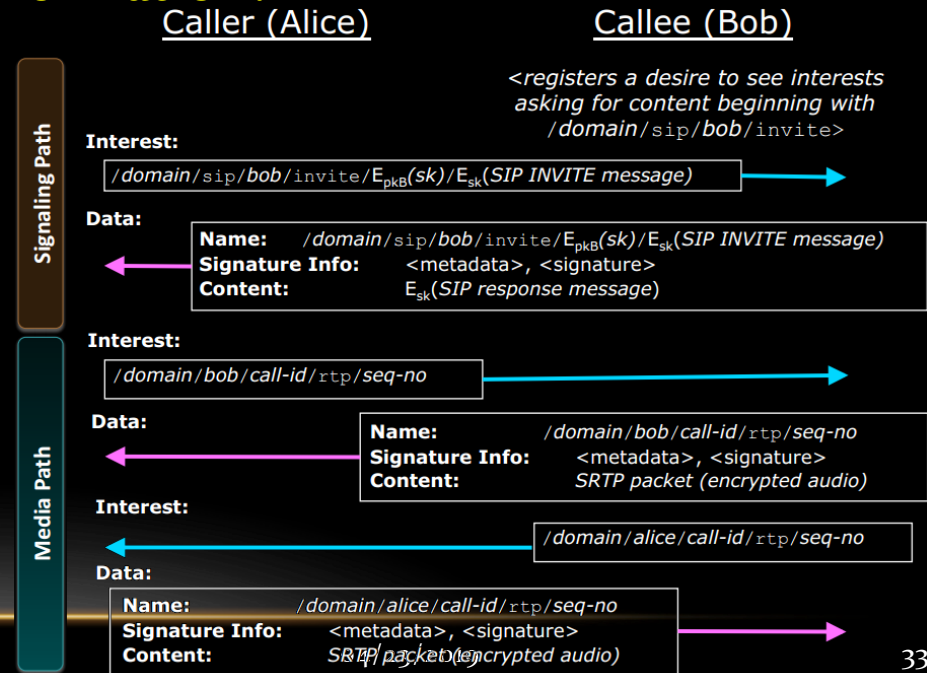 Caller (Alice)
Callee (Bob)
<registers a desire to see interests
asking for content beginning with
/domain/sip/bob/invite>
Signaling Path
Interest:
/domain/sip/bob/invite/EpkB(sk)/Esk(SIP INVITE message)
Data:
Name: /domain/sip/bob/invite/EpkB(sk)/Esk(SIP INVITE message)
Signature Info: <metadata>, <signature>
Content: Esk(SIP response message)
Media Path
Interest:
/domain/bob/call-id/rtp/seq-no
Data:
Name: /domain/bob/call-id/rtp/seq-no
Signature Info: <metadata>, <signature>
Content: SRTP packet (encrypted audio)
Interest:
/domain/alice/call-id/rtp/seq-no
Data:
Name: /domain/alice/call-id/rtp/seq-no
Signature Info: <metadata>, <signature>
Content: SRTP packet (encrypted audio)
33